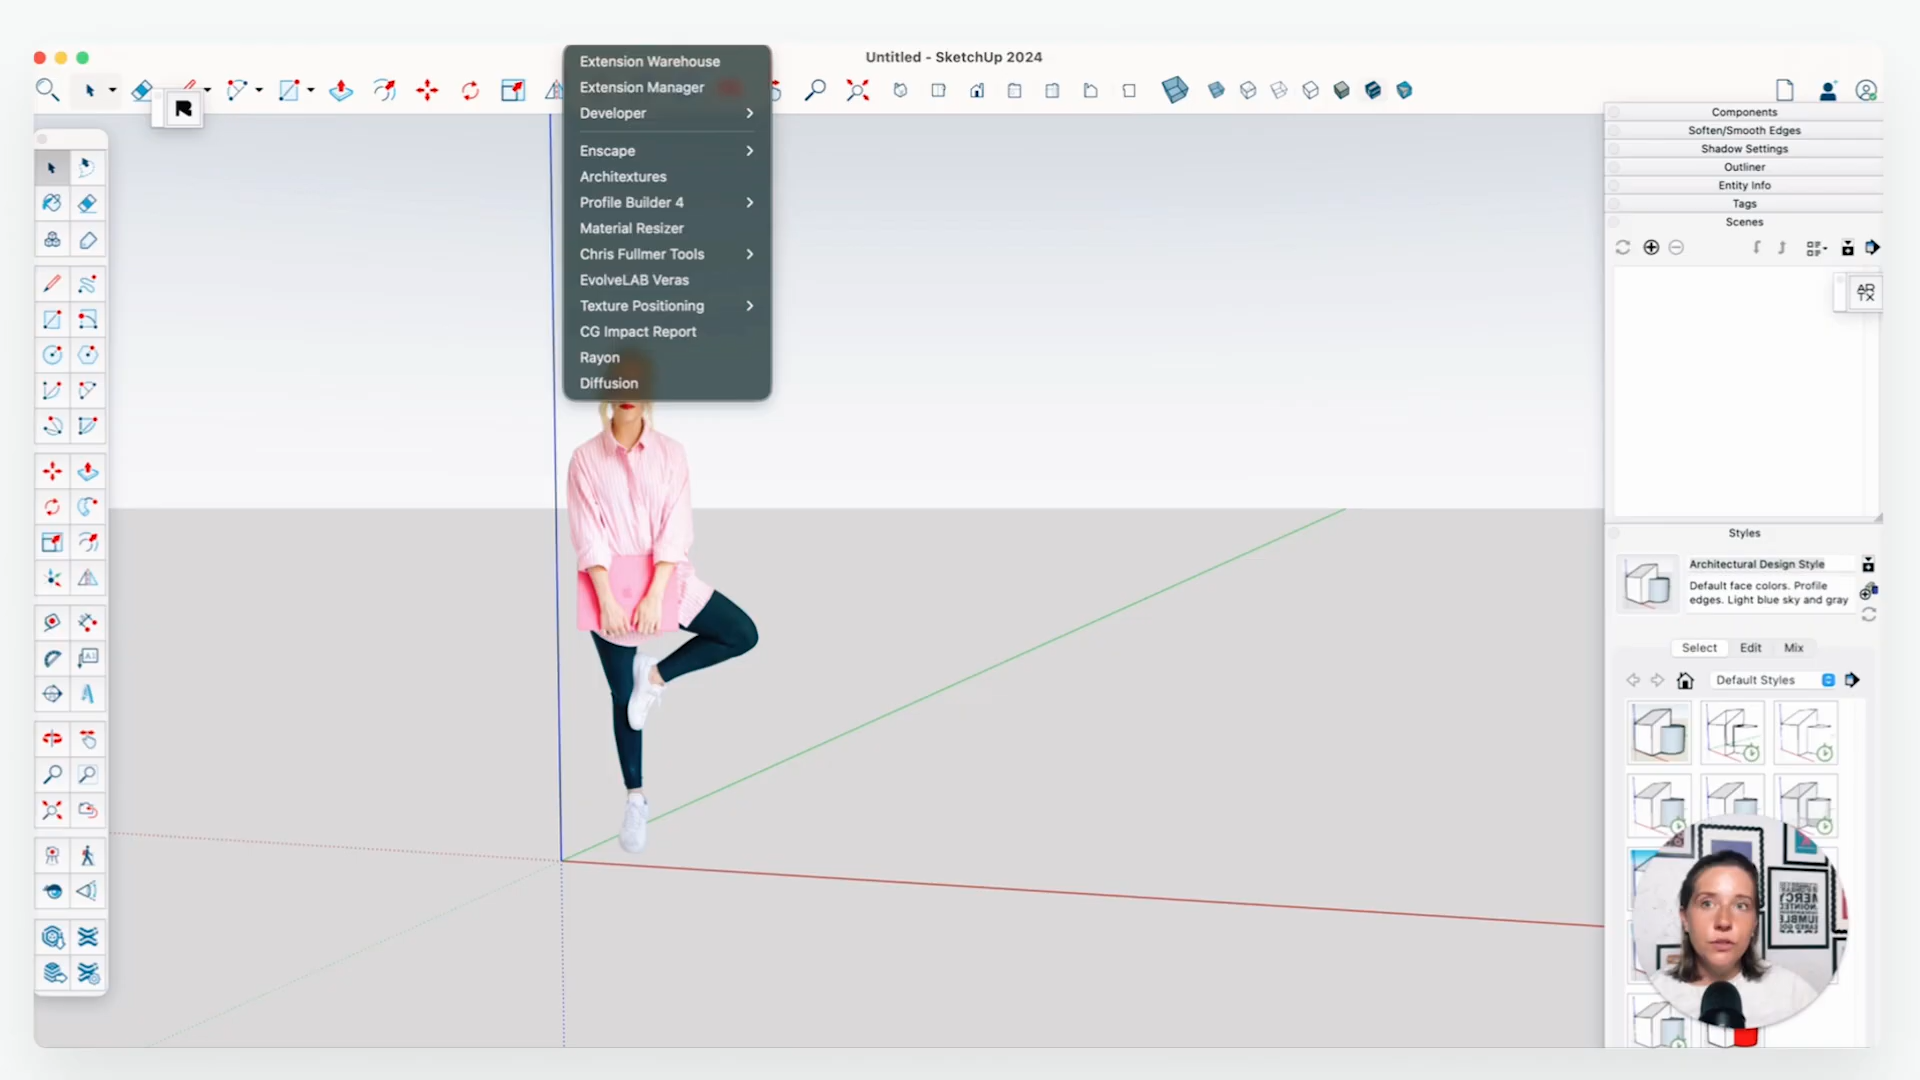 Untitled - SketchUp 2024
Extension Warehouse
Extension Manager
Developer
Enscape
Architextures
Profile Builder 4
Material Resizer
Chris Fullmer Tools
EvolveLAB Veras
Texture Positioning
CG Impact Report
Rayon
Diffusion
Components
Soften/Smooth Edges
Shadow Settings
Outliner
Entity Info
Tags
Scenes
AR
TX
Styles
Architectural Design Style
Default face colors. Profile
edges. Light blue sky and gray
Select Edit Mix
Default Styles